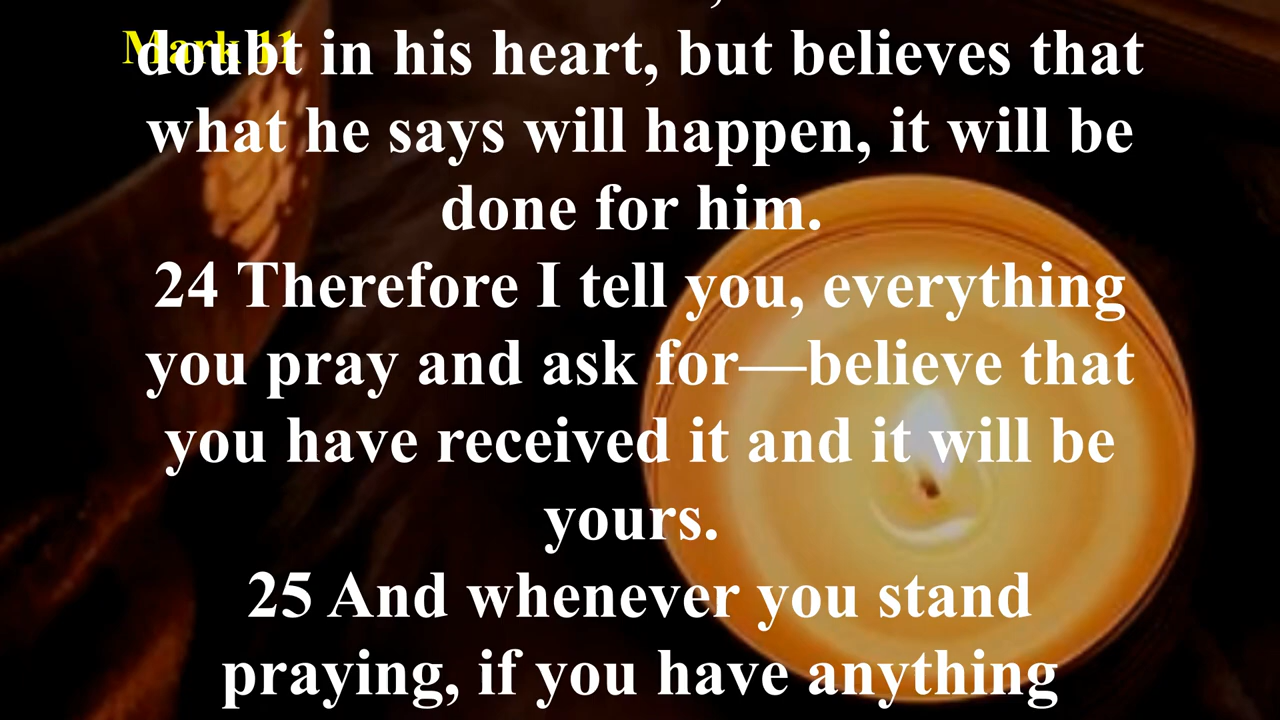 Mark 11
doubt in his heart, but believes that
what he says will happen, it will be
done for him.
24 Therefore I tell you, everything
you pray and ask for—believe that
you have received it and it will be
yours.
25 And whenever you stand
praying, if you have anything